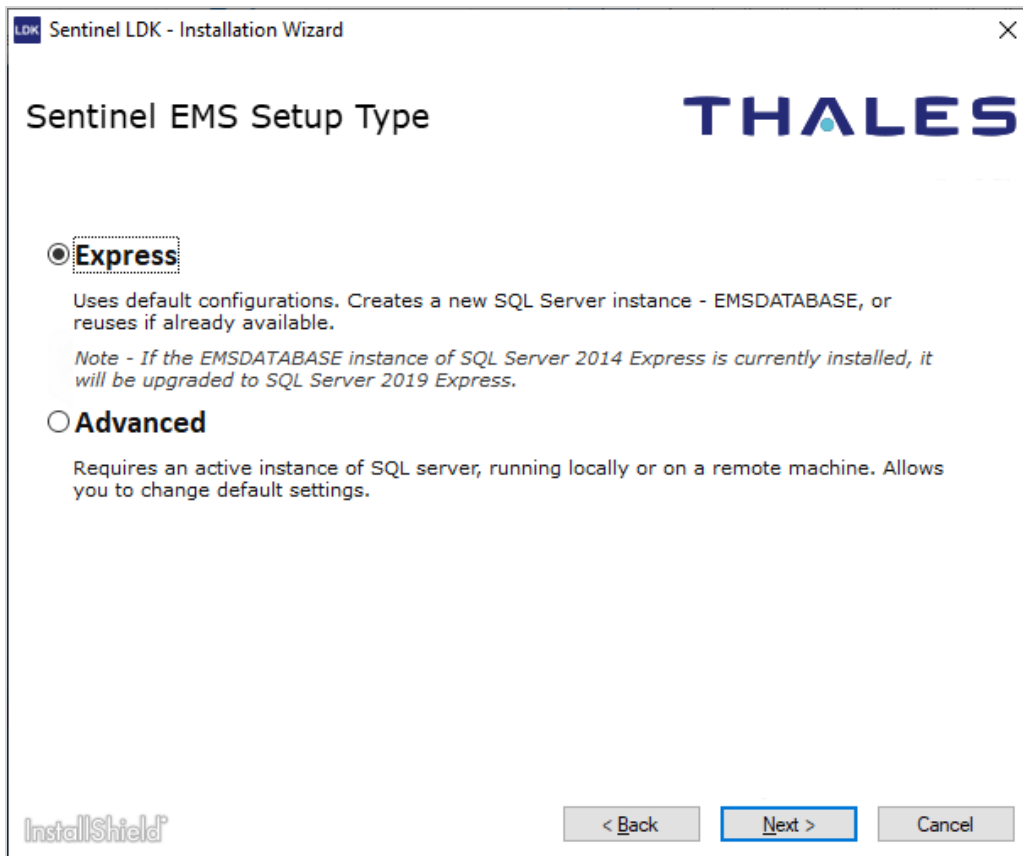 LDK Sentinel LDK - Installation Wizard
Sentinel EMS Setup Type
THALES
Express
Uses default configurations. Creates a new SQL Server instance - EMSDATABASE, or
reuses if already available.
Note - If the EMSDATABASE instance of SQL Server 2014 Express is currently installed, it
will be upgraded to SQL Server 2019 Express.
Advanced
Requires an active instance of SQL server, running locally or on a remote machine. Allows
you to change default settings.
InstallShield
< Back Next > Cancel